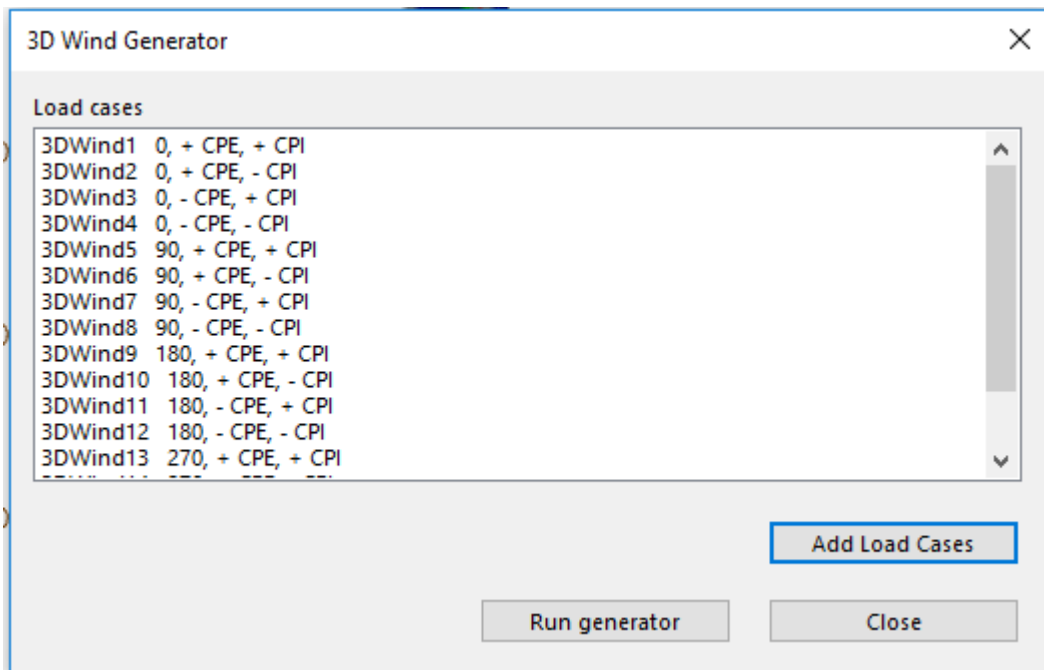 3D Wind Generator
Load cases
3DWind1 0, + CPE, + CPI
3DWind2 0, + CPE, - CPI
3DWind3 0, - CPE, + CPI
3DWind4 0, - CPE, - CPI
3DWind5 90, + CPE, + CPI
3DWind6 90, + CPE, - CPI
3DWind7 90, - CPE, + CPI
3DWind8 90, - CPE, - CPI
3DWind9 180, + CPE, + CPI
3DWind10 180, + CPE, - CPI
3DWind11 180, - CPE, + CPI
3DWind12 180, - CPE, - CPI
3DWind13 270, + CPE, + CPI
Add Load Cases
Run generator
Close